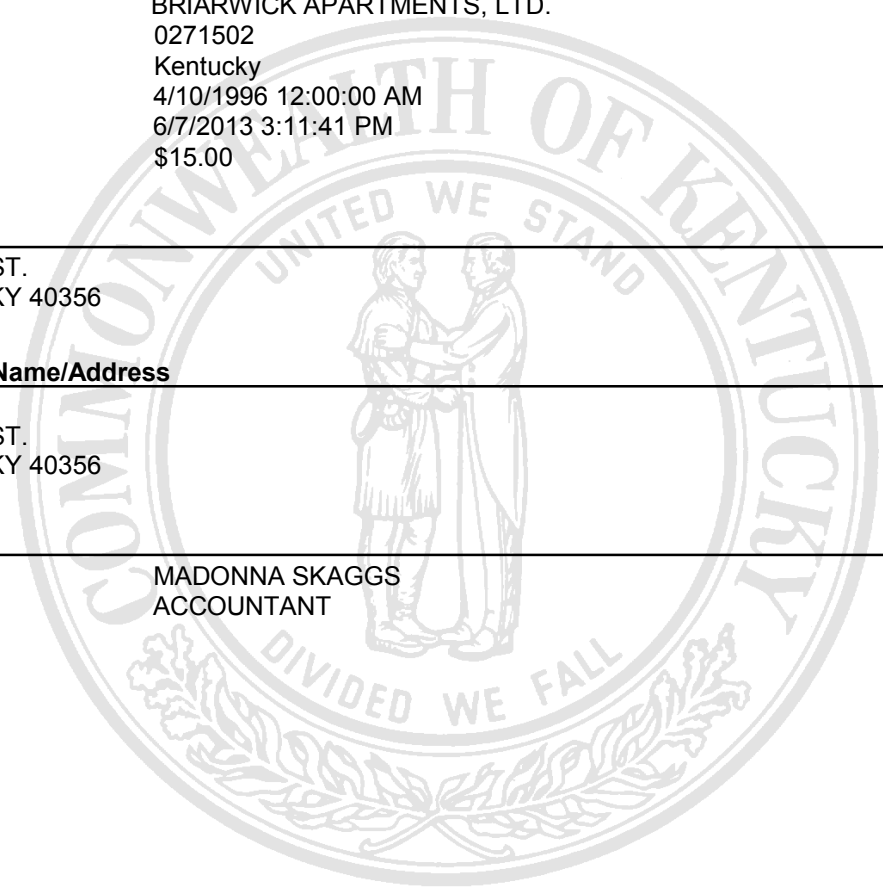 BRIARWICK APARTMENTS, LTD.
0271502
Kentucky
4/10/1996 12:00:00 AM
6/7/2013 3:11:41 PM
$15.00
ST.
KY 40356
Name/Address
ST.
KY 40356
MADONNA SKAGGS
ACCOUNTANT
COMMONWEALTH OF KENTUCKY
UNITED WE STAND
DIVIDED WE FALL